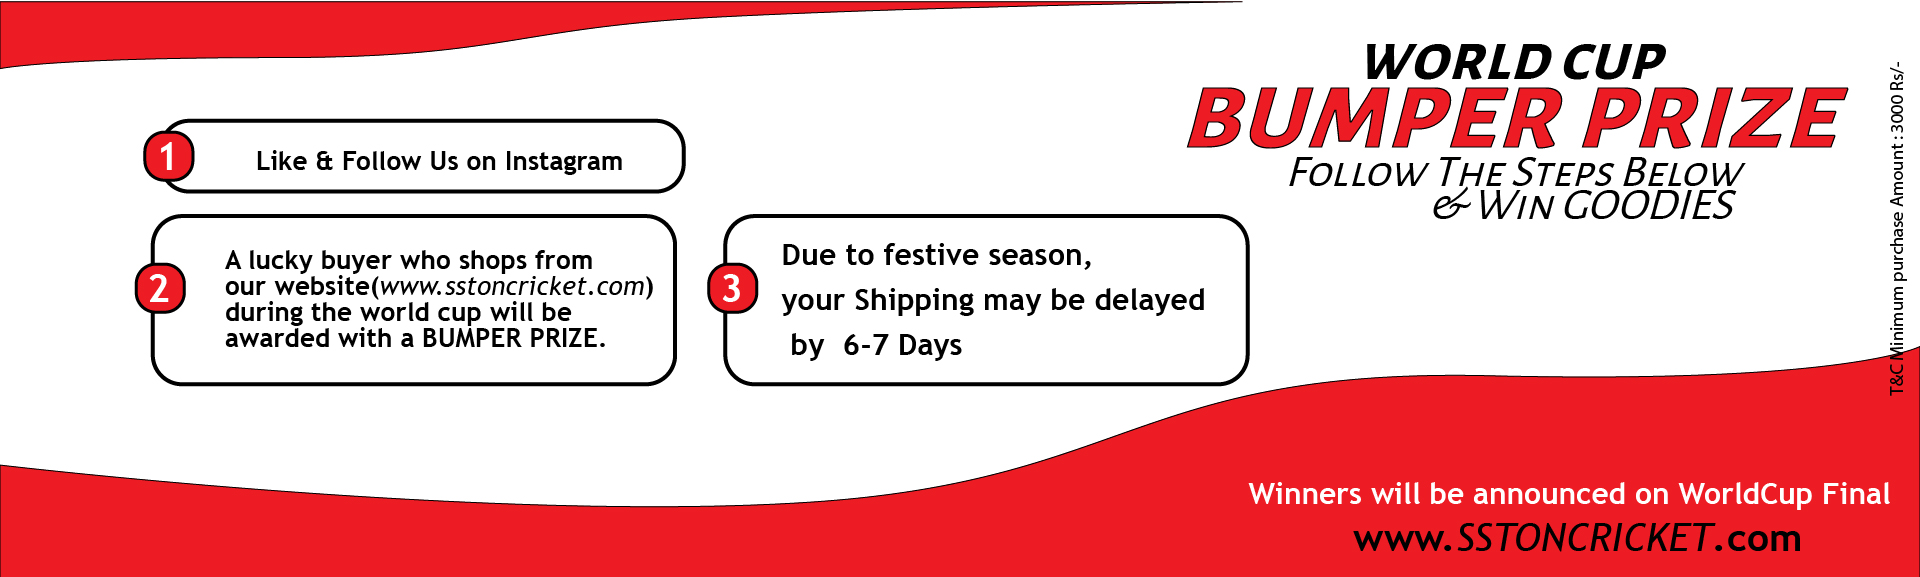 WORLD CUP
BUMPER PRIZE
FOLLOW THE STEPS BELOW
& WIN GOODIES
1
Like & Follow Us on Instagram
2
A lucky buyer who shops from
our website(www.sstoncricket.com)
during the world cup will be
awarded with a BUMPER PRIZE.
3
Due to festive season,
your Shipping may be delayed
by 6-7 Days
T&C Minimum purchase Amount : 3000 Rs/-
Winners will be announced on WorldCup Final
www.SSTONCRICKET.com